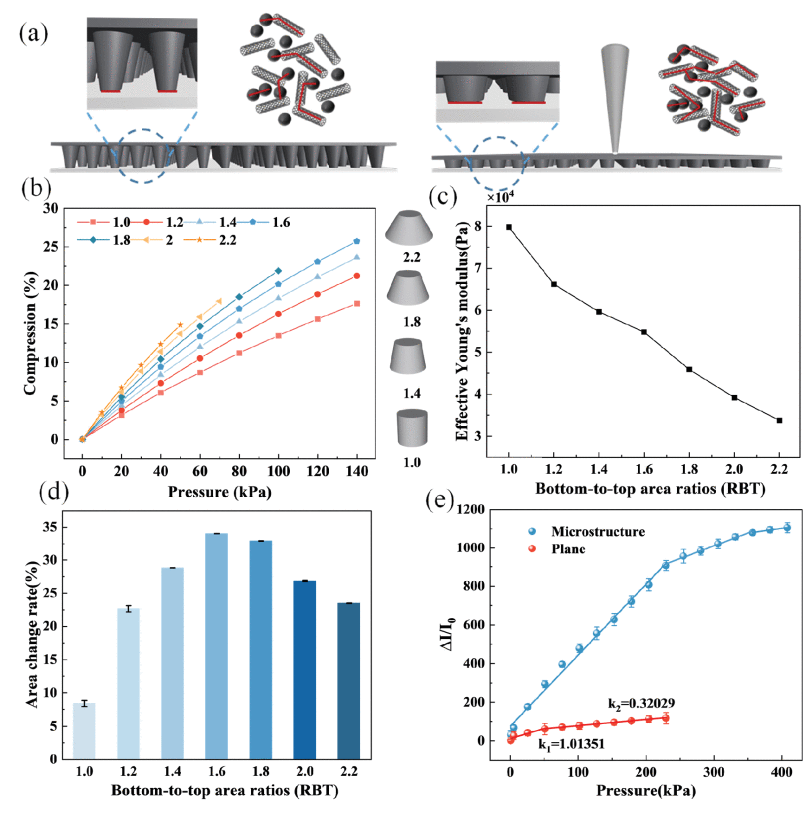 (a)
(b)
1.0 1.2 1.4 1.6
1.8 2 2.2
Compression (%)
30
25
20
15
10
5
0
0 20 40 60 80 100 120 140
Pressure (kPa)
2.2
1.8
1.4
1.0
(c)
×10⁴
Effective Young's modulus(Pa)
8
7
6
5
4
3
1.0 1.2 1.4 1.6 1.8 2.0 2.2
Bottom-to-top area ratios (RBT)
(d)
Area change rate(%)
35
30
25
20
15
10
5
0
1.0 1.2 1.4 1.6 1.8 2.0 2.2
Bottom-to-top area ratios (RBT)
(e)
Microstructure
Planc
ΔI/I₀
1200
1000
800
600
400
200
0
k₂=0.32029
k₁=1.01351
0 100 200 300 400
Pressure(kPa)